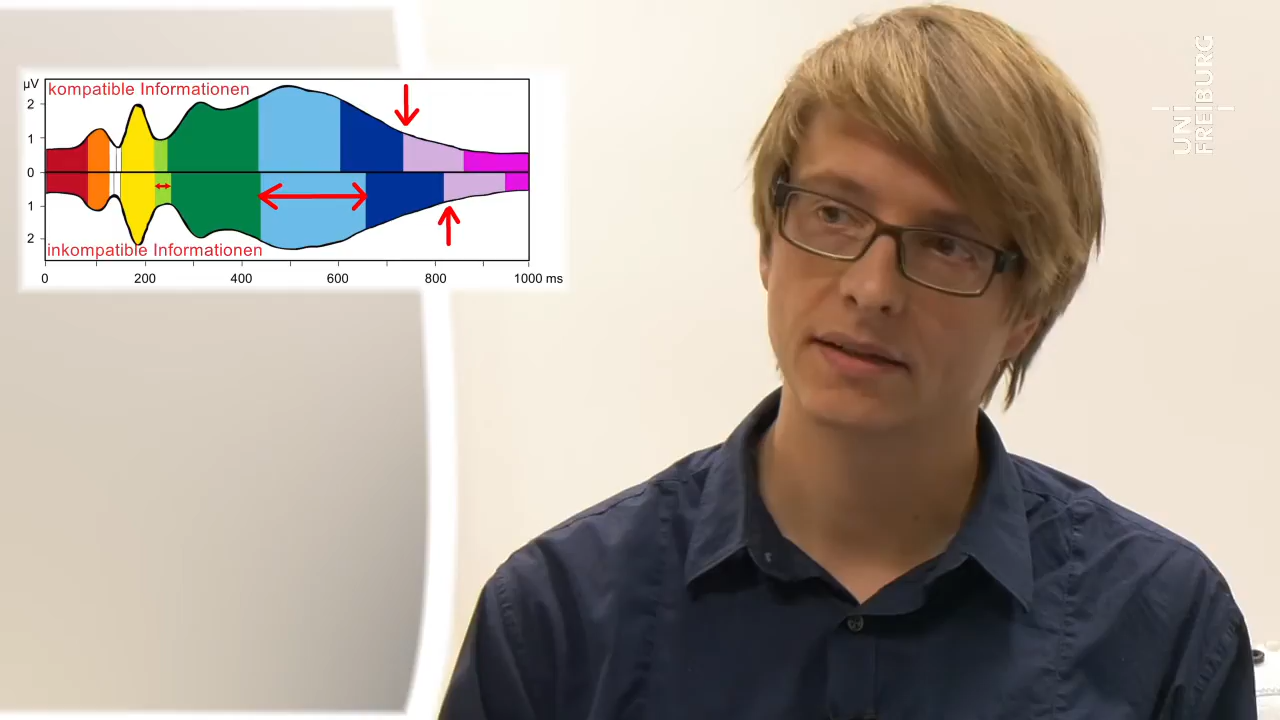 µV
kompatible Informationen
2
1
0
1
2
inkompatible Informationen
0 200 400 600 800 1000 ms
UNI
FREIBURG